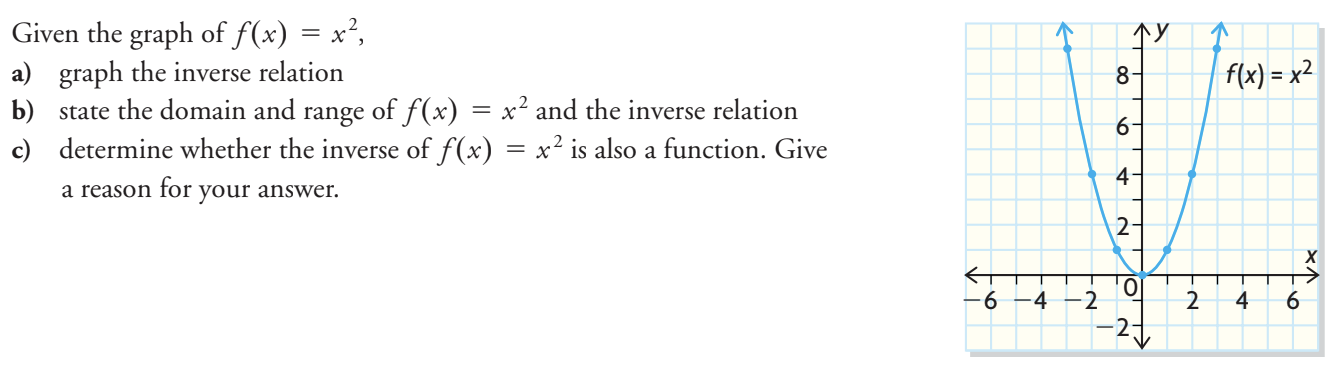 Given the graph of f(x) = x²,
a) graph the inverse relation
b) state the domain and range of f(x) = x² and the inverse relation
c) determine whether the inverse of f(x) = x² is also a function. Give
a reason for your answer.
y
8
f(x) = x²
6
4
2
x
−6 −4 −2 0 2 4 6
−2